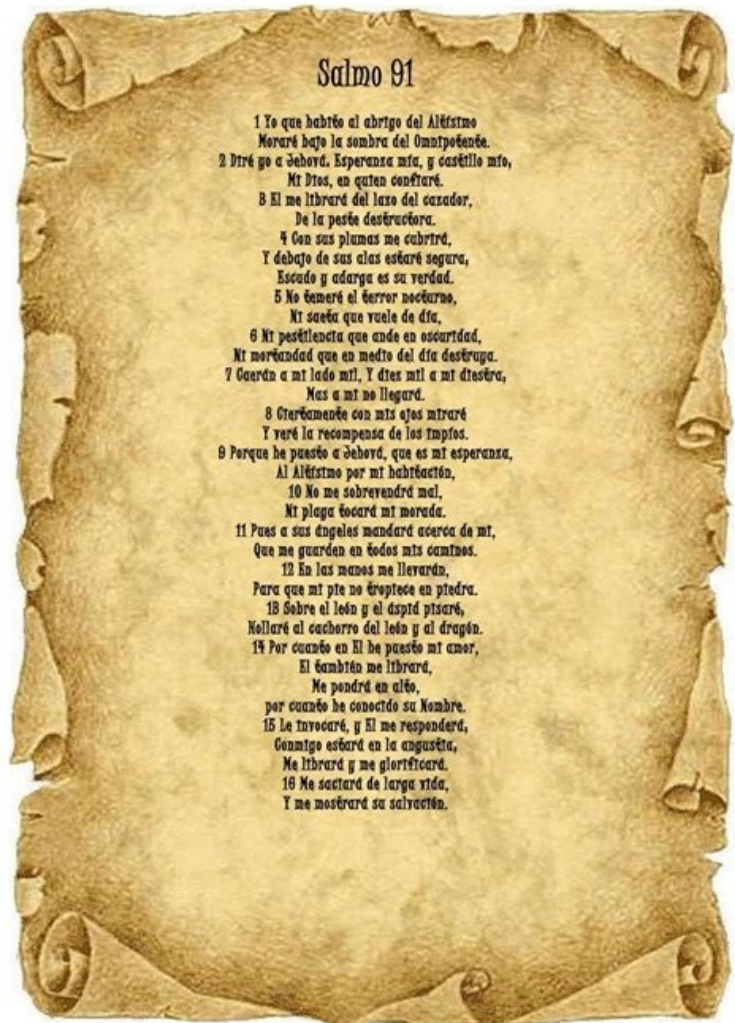 Salmo 91
1 Yo que habito al abrigo del Altísimo
Moraré bajo la sombra del Omnipotente.
2 Diré yo a Jehová. Esperanza mía, y castillo mío,
Mi Dios, en quien confiaré.
3 El me librará del lazo del cazador,
De la peste destructora.
4 Con sus plumas me cubrirá,
Y debajo de sus alas estaré segura,
Escudo y adarga es su verdad.
5 No temeré el terror nocturno,
Ni saeta que vuele de día,
6 Ni pestilencia que ande en oscuridad,
Ni mortandad que en medio del día destruya.
7 Caerán a mi lado mil, Y diez mil a mi diestra,
Mas a mi no llegará.
8 Ciertamente con mis ojos miraré
Y veré la recompensa de los impíos.
9 Porque he puesto a Jehová, que es mi esperanza,
Al Altísimo por mi habitación,
10 No me sobrevendrá mal,
Ni plaga tocará mi morada.
11 Pues a sus ángeles mandará acerca de mi,
Que me guarden en todos mis caminos.
12 En las manos me llevarán,
Para que mi pie no tropiece en piedra.
13 Sobre el león y el áspid pisaré,
Hollaré al cachorro del león y al dragón.
14 Por cuanto en El he puesto mi amor,
El también me librará,
Me pondrá en alto,
por cuanto he conocido su Nombre.
15 Le invocaré, y El me responderá,
Conmigo estará en la angustia,
Me librará y me glorificará.
16 Me saciará de larga vida,
Y me mostrará su salvación.